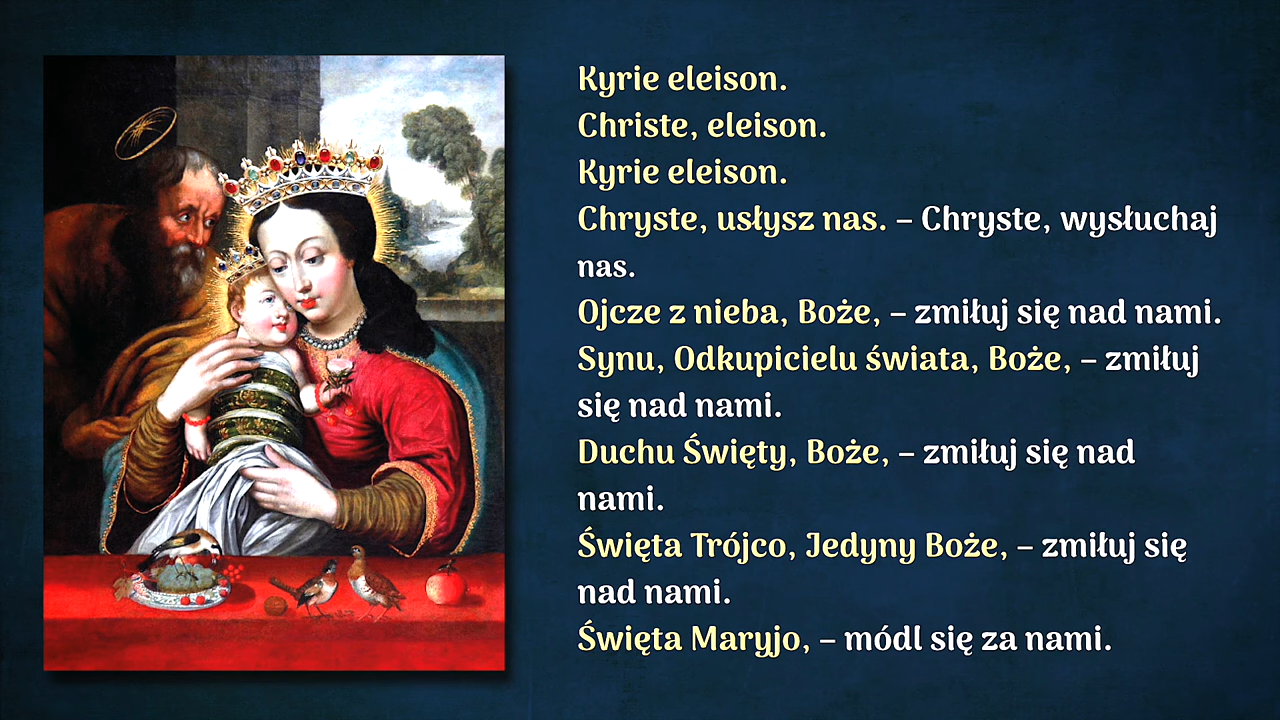 Kyrie eleison.
Christe, eleison.
Kyrie eleison.
Chryste, usłysz nas. – Chryste, wysłuchaj
nas.
Ojcze z nieba, Boże, – zmiłuj się nad nami.
Synu, Odkupicielu świata, Boże, – zmiłuj
się nad nami.
Duchu Święty, Boże, – zmiłuj się nad
nami.
Święta Trójco, Jedyny Boże, – zmiłuj się
nad nami.
Święta Maryjo, – módl się za nami.